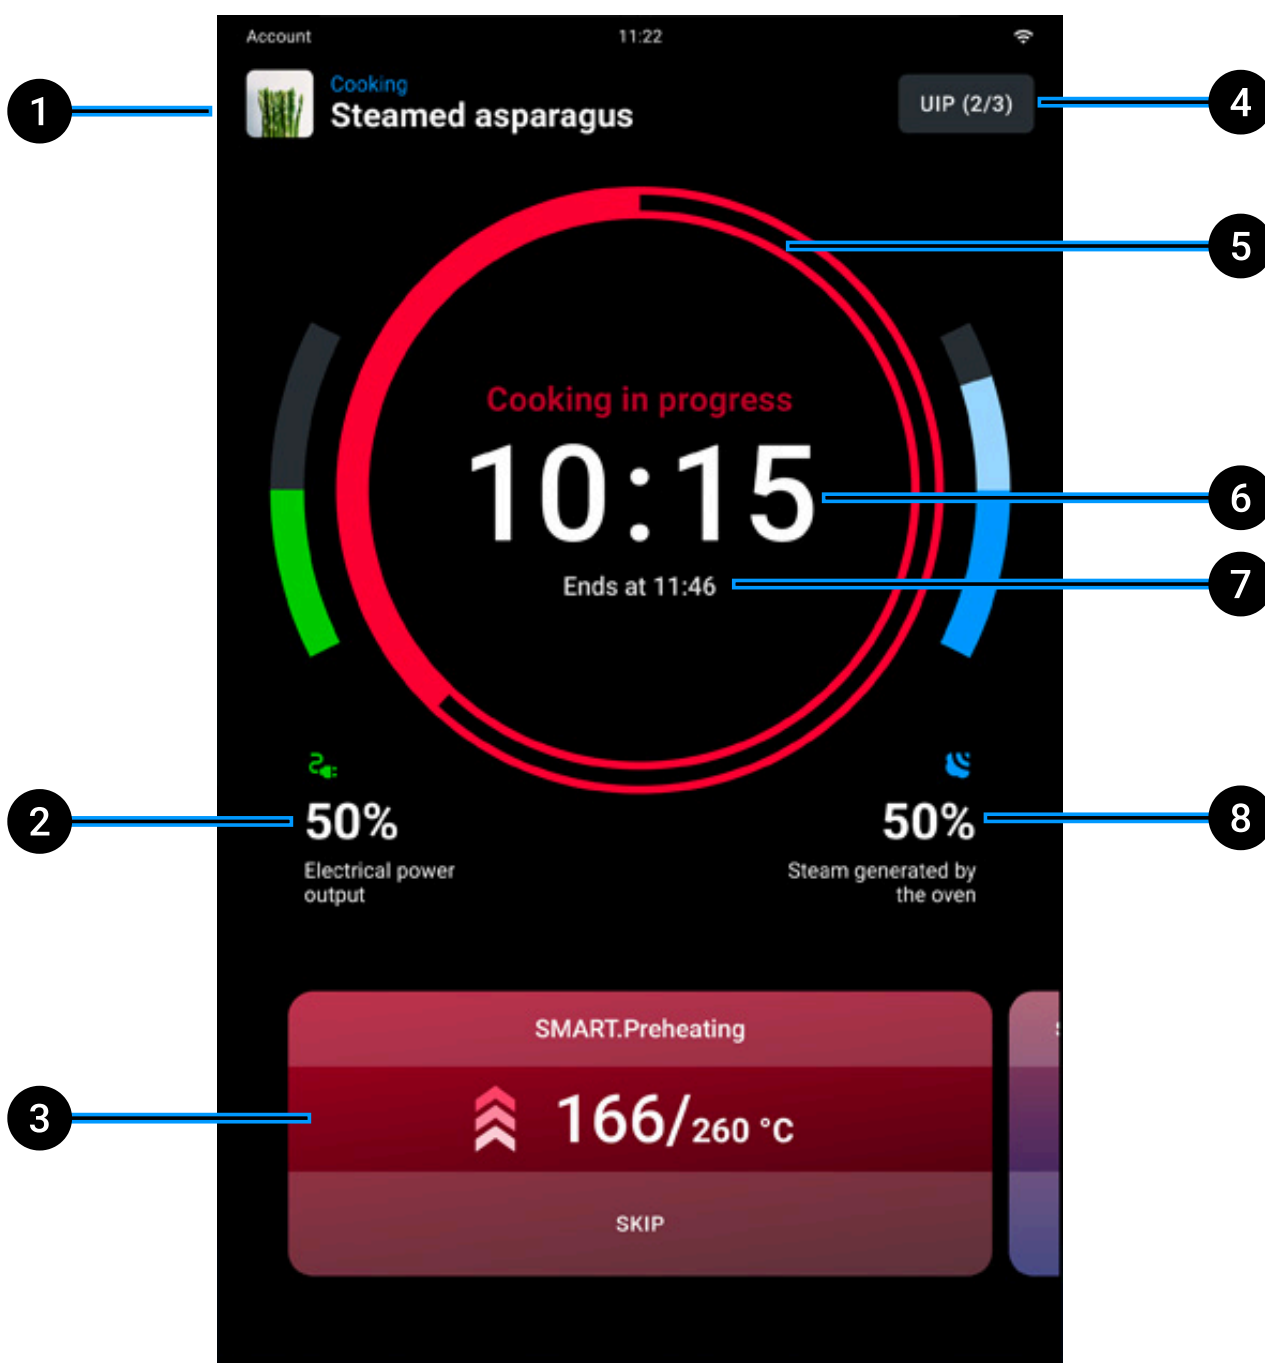 Account
11:22
1
Cooking
Steamed asparagus
UIP (2/3)
4
5
Cooking in progress
10:15
6
Ends at 11:46
7
2
50%
Electrical power
output
50%
8
Steam generated by
the oven
SMART.Preheating
3
166/260 °C
SKIP